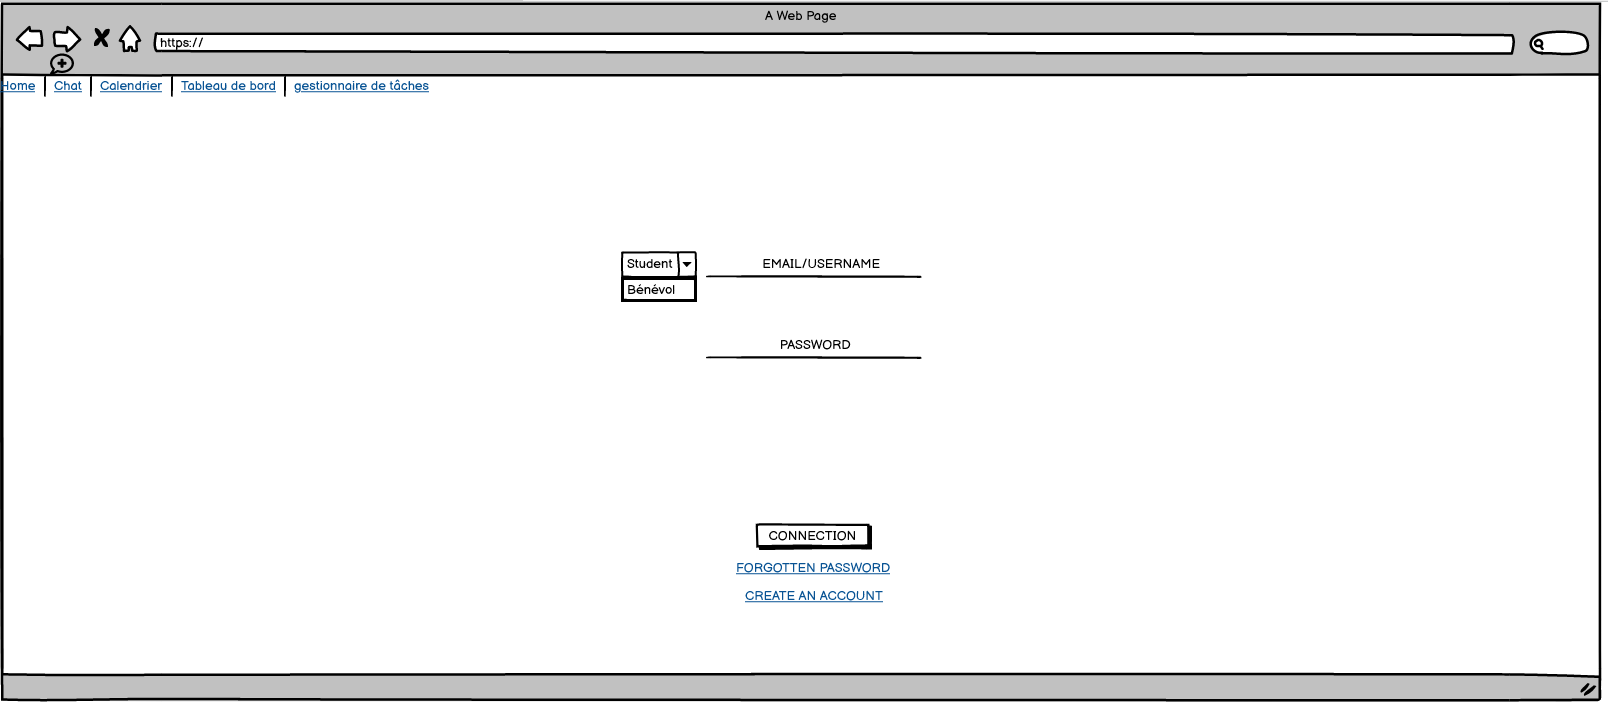 A Web Page
https://
Home Chat Calendrier Tableau de bord gestionnaire de tâches
Student EMAIL/USERNAME
Bénévol
PASSWORD
CONNECTION
FORGOTTEN PASSWORD
CREATE AN ACCOUNT